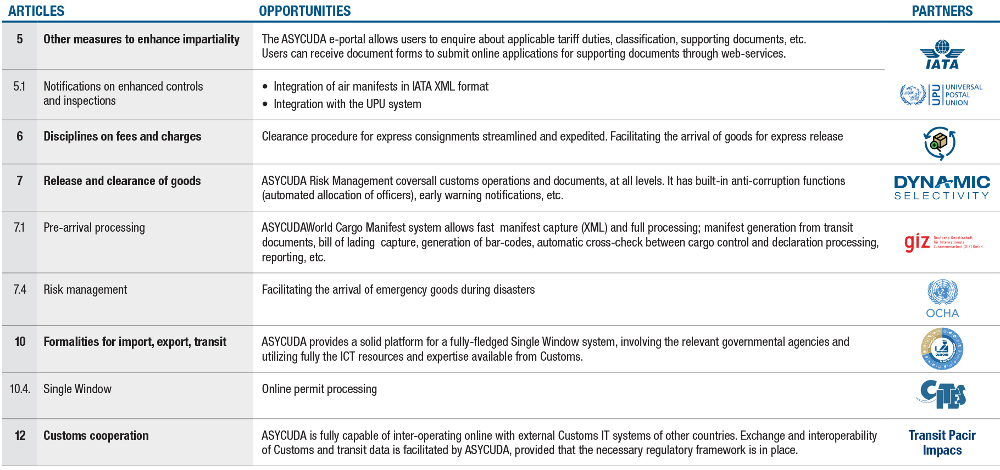 ARTICLES OPPORTUNITIES PARTNERS
5 Other measures to enhance impartiality
The ASYCUDA e-portal allows users to enquire about applicable tariff duties, classification, supporting documents, etc.
Users can receive document forms to submit online applications for supporting documents through web-services.
IATA
5.1 Notifications on enhanced controls
and inspections
• Integration of air manifests in IATA XML format
• Integration with the UPU system
UPU
UNIVERSAL
POSTAL
UNION
6 Disciplines on fees and charges
Clearance procedure for express consignments streamlined and expedited. Facilitating the arrival of goods for express release
7 Release and clearance of goods
ASYCUDA Risk Management coversall customs operations and documents, at all levels. It has built-in anti-corruption functions
(automated allocation of officers), early warning notifications, etc.
DYNAMIC
SELECTIVITY
7.1 Pre-arrival processing
ASYCUDAWorld Cargo Manifest system allows fast manifest capture (XML) and full processing; manifest generation from transit
documents, bill of lading capture, generation of bar-codes, automatic cross-check between cargo control and declaration processing,
reporting, etc.
giz
Deutsche Gesellschaft
für Internationale
Zusammenarbeit (GIZ) GmbH
7.4 Risk management
Facilitating the arrival of emergency goods during disasters
OCHA
10 Formalities for import, export, transit
ASYCUDA provides a solid platform for a fully-fledged Single Window system, involving the relevant governmental agencies and
utilizing fully the ICT resources and expertise available from Customs.
CUSTOMS
10.4. Single Window
Online permit processing
CITES
12 Customs cooperation
ASYCUDA is fully capable of inter-operating online with external Customs IT systems of other countries. Exchange and interoperability
of Customs and transit data is facilitated by ASYCUDA, provided that the necessary regulatory framework is in place.
Transit Pacir
Impacs